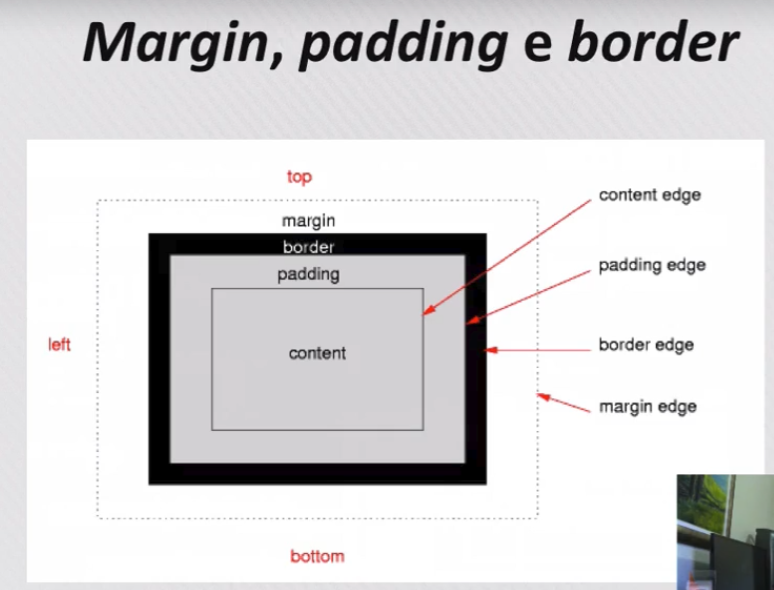 Margin, padding e border
top
content edge
margin
border
padding edge
padding
left
border edge
content
margin edge
bottom